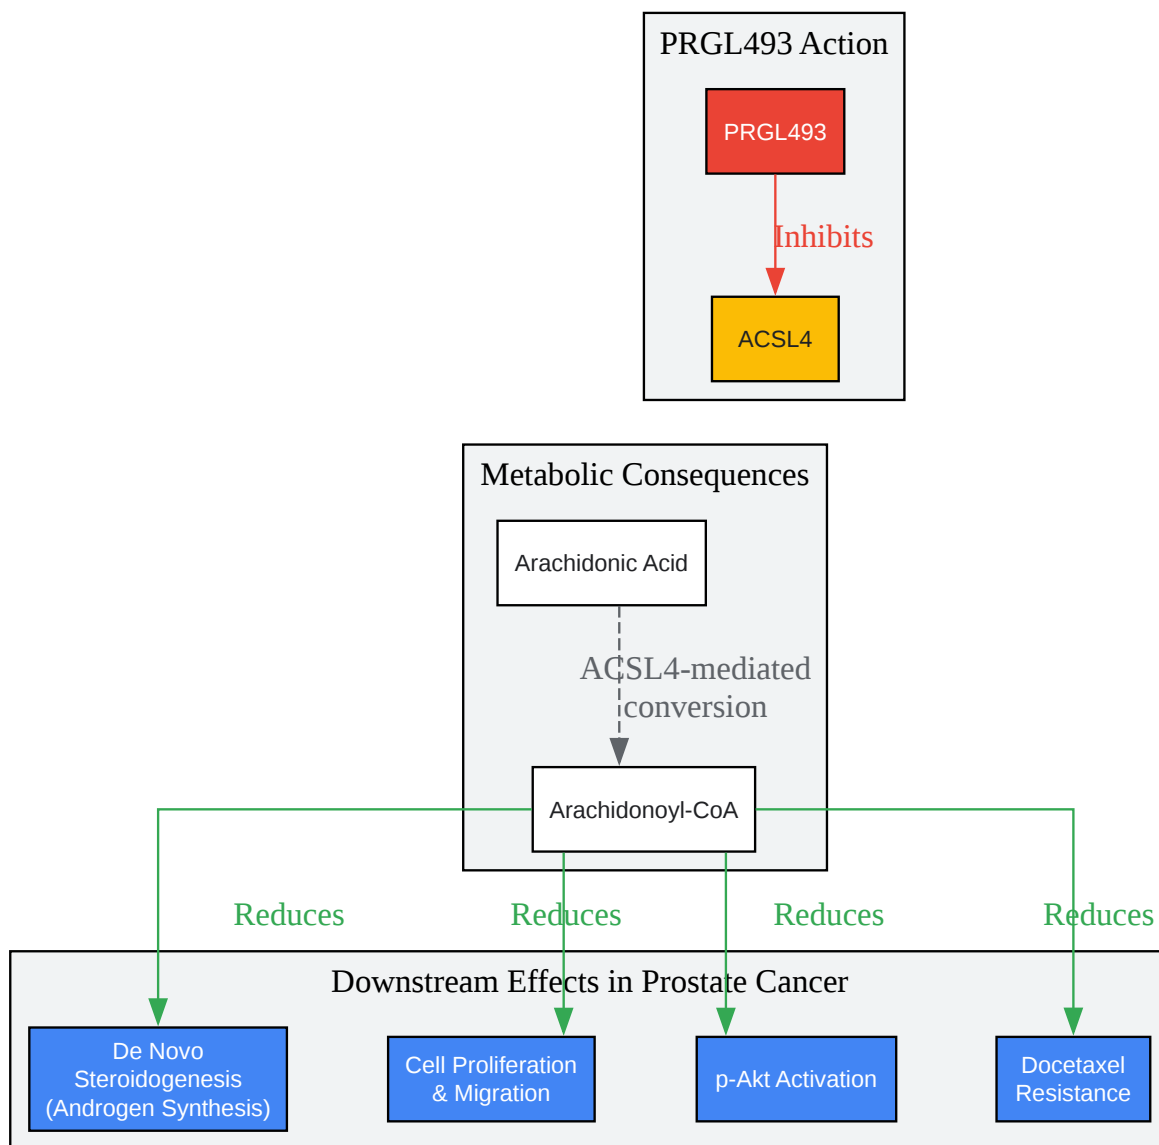 PRGL493 Action
PRGL493
Inhibits
ACSL4
Metabolic Consequences
Arachidonic Acid
ACSL4-mediated
conversion
Arachidonoyl-CoA
Reduces
Reduces
Reduces
Reduces
Downstream Effects in Prostate Cancer
De Novo
Steroidogenesis
(Androgen Synthesis)
Cell Proliferation
& Migration
p-Akt Activation
Docetaxel
Resistance